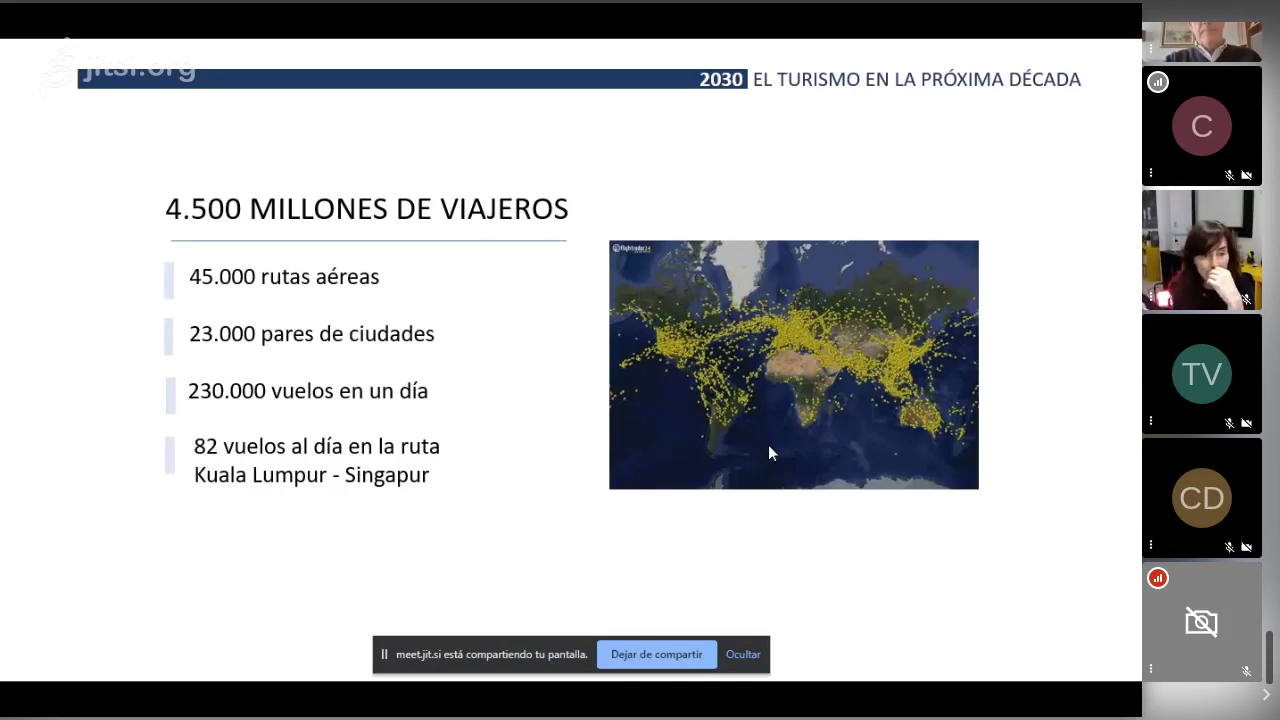 jitsi.org
2030 EL TURISMO EN LA PRÓXIMA DÉCADA
4.500 MILLONES DE VIAJEROS
45.000 rutas aéreas
23.000 pares de ciudades
230.000 vuelos en un día
82 vuelos al día en la ruta
Kuala Lumpur - Singapur
flightradar24
meet.jit.si está compartiendo tu pantalla.
Dejar de compartir
Ocultar
C
TV
CD